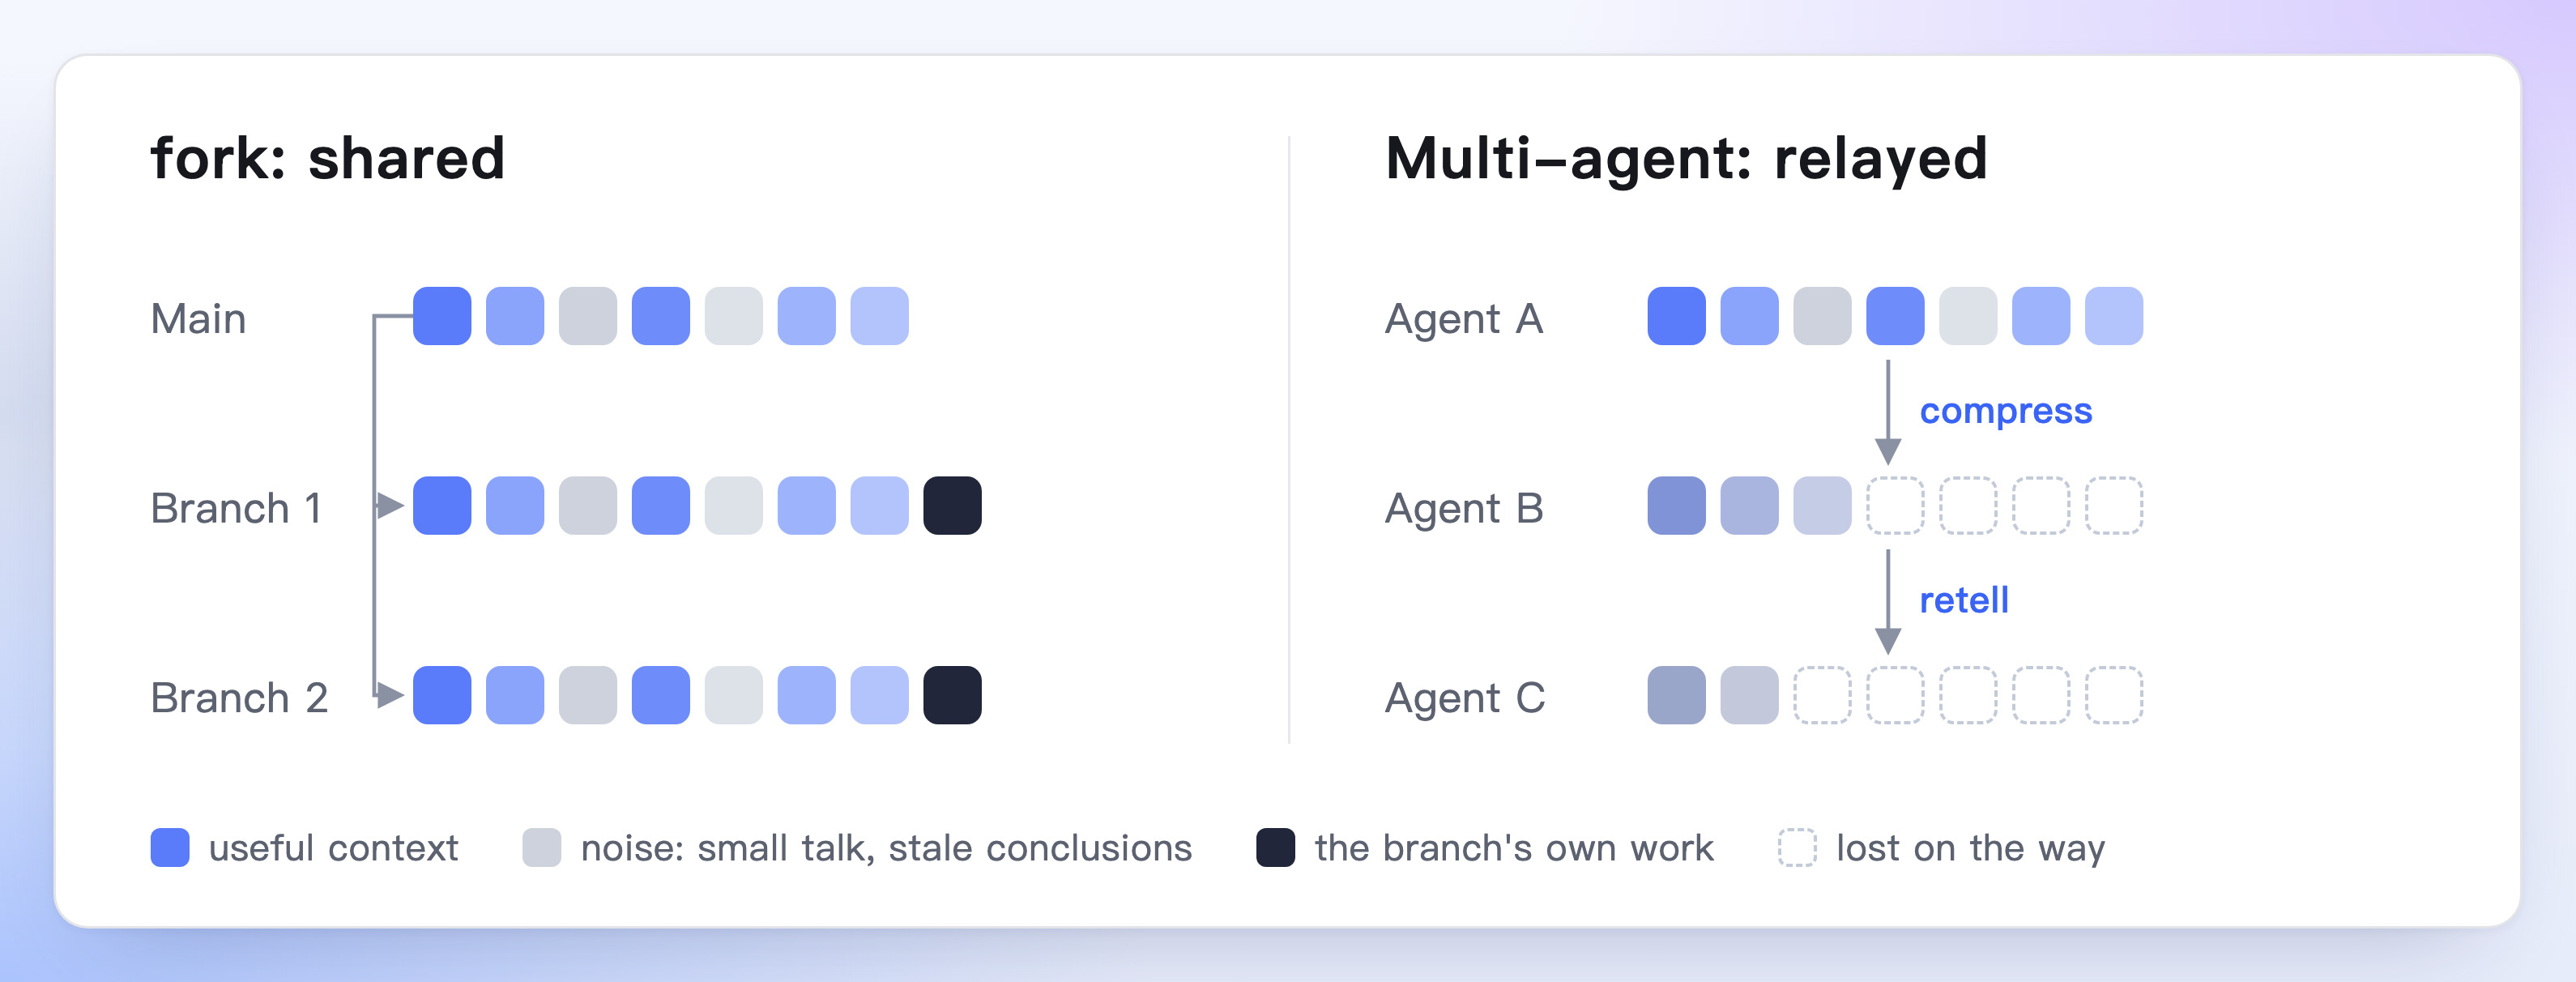 fork: shared
Main
Branch 1
Branch 2
Multi–agent: relayed
Agent A
compress
Agent B
retell
Agent C
useful context
noise: small talk, stale conclusions
the branch's own work
lost on the way